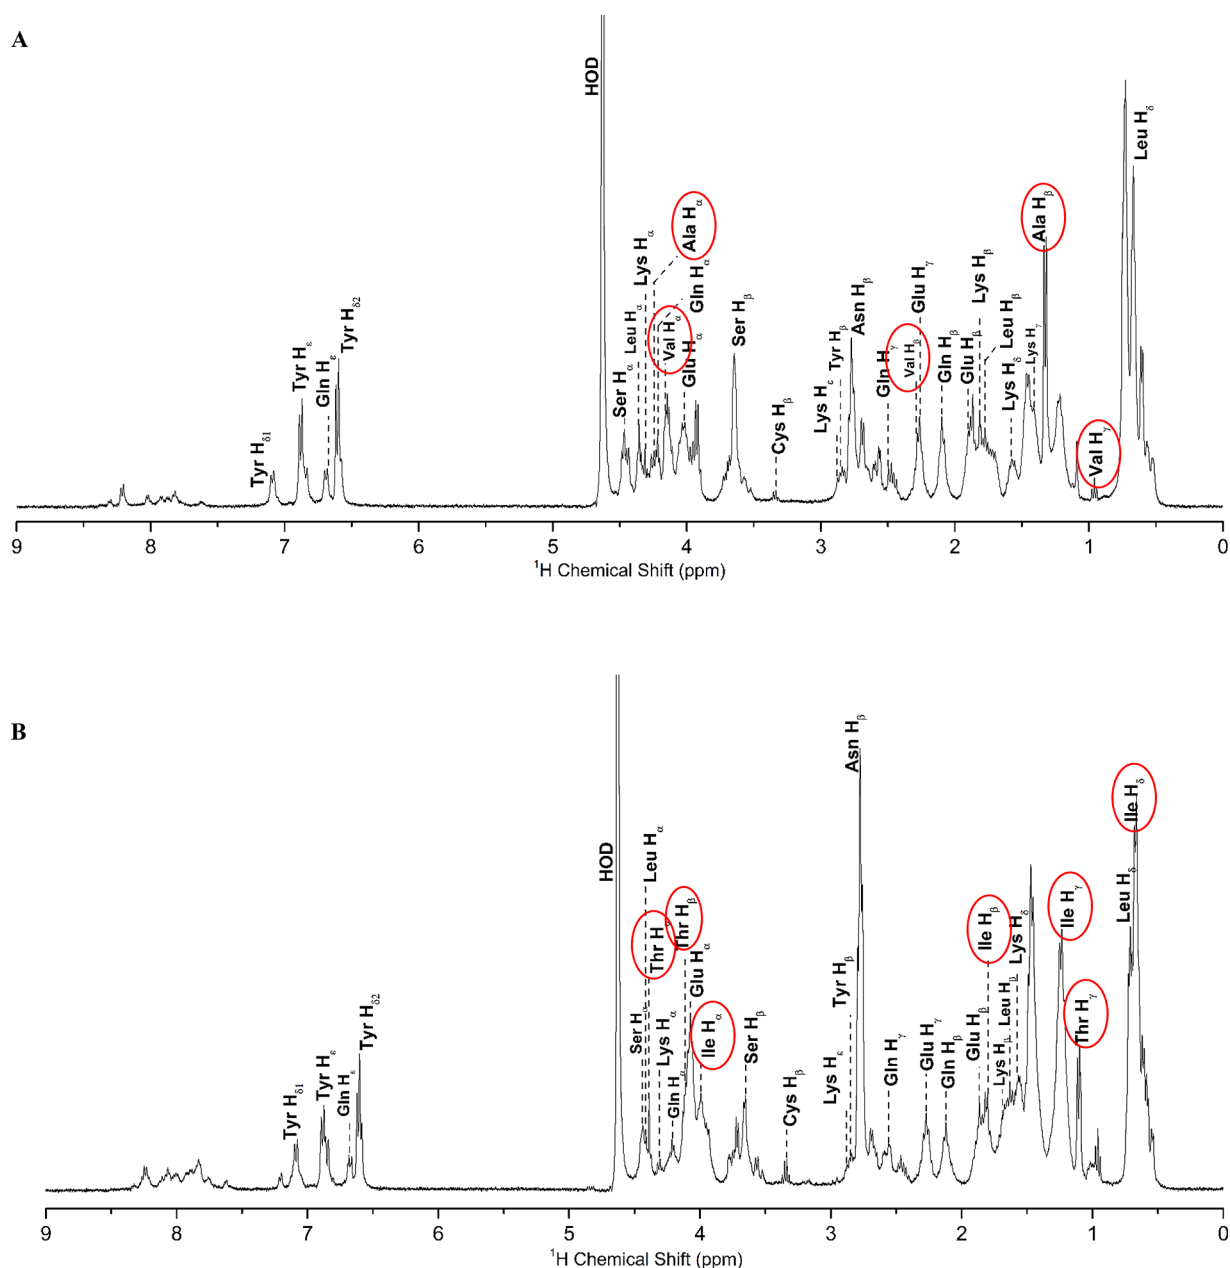 A
HOD
Tyr Hδ1
Tyr Hε
Gln Hε
Tyr Hδ2
Ser Hα
Leu Hα
Lys Hα
Ala Hα
Gln Hα
Val Hα
Glu Hα
Ser Hβ
Cys Hβ
Lys Hε
Tyr Hβ
Asn Hβ
Gln Hγ
Val Hβ
Glu Hγ
Gln Hβ
Glu Hβ
Lys Hβ
Leu Hβ
Lys Hδ
Lys Hγ
Ala Hβ
Val Hγ
Leu Hδ
9 8 7 6 5 4 3 2 1 0
¹H Chemical Shift (ppm)
B
HOD
Tyr Hδ1
Tyr Hε
Gln Hε
Tyr Hδ2
Ser H
Leu Hα
Thr H
Lys Hα
Gln Hα
Thr Hβ
Glu Hα
Ile Hα
Ser Hβ
Cys Hβ
Lys Hε
Tyr Hβ
Asn Hβ
Gln Hγ
Glu Hγ
Gln Hβ
Glu Hβ
Ile Hβ
Lys Hβ
Leu Hβ
Lys Hδ
Ile Hγ
Thr Hγ
Leu Hδ
Ile Hδ
9 8 7 6 5 4 3 2 1 0
¹H Chemical Shift (ppm)